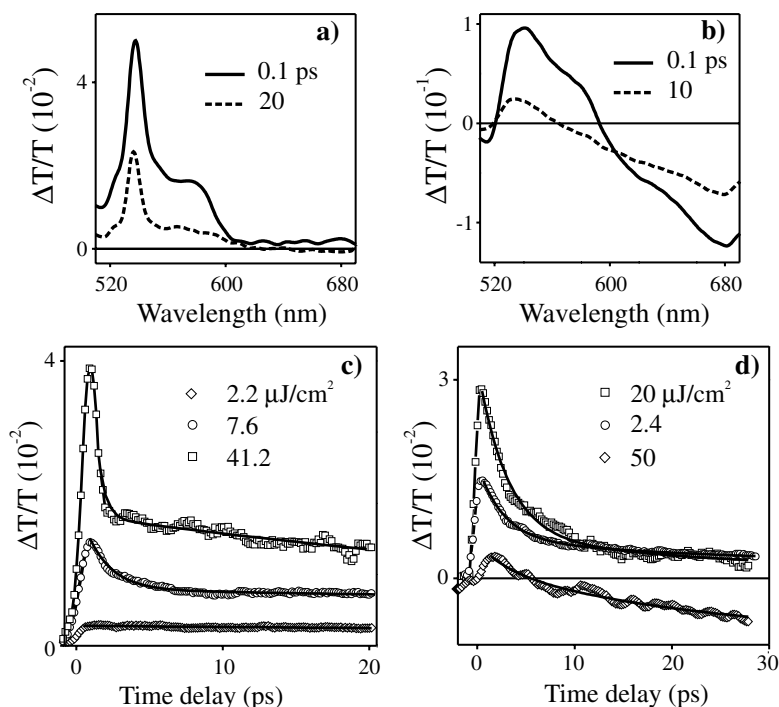 a)
ΔT/T (10⁻²)
4
0
0.1 ps
20
520
600
680
Wavelength (nm)
b)
ΔT/T (10⁻¹)
1
0
-1
0.1 ps
10
520
600
680
Wavelength (nm)
c)
ΔT/T (10⁻²)
4
0
2.2 μJ/cm²
7.6
41.2
0
10
20
Time delay (ps)
d)
ΔT/T (10⁻²)
3
0
20 μJ/cm²
2.4
50
0
10
20
30
Time delay (ps)